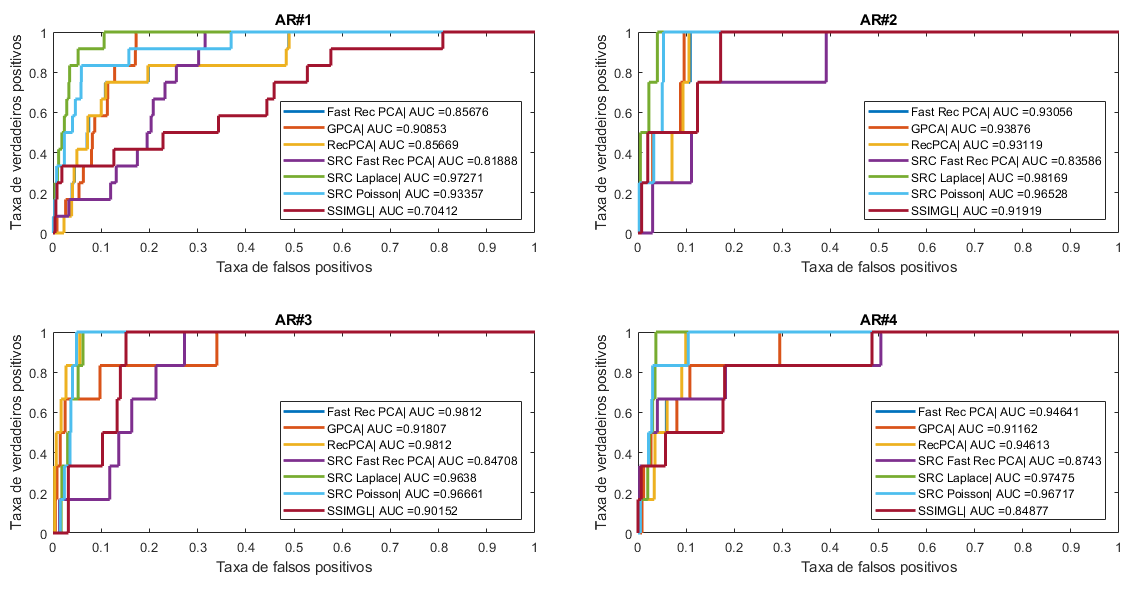 AR#1
Taxa de verdadeiros positivos
1
0.8
0.6
0.4
0.2
0
Fast Rec PCA| AUC =0.85676
GPCA| AUC =0.90853
RecPCA| AUC =0.85669
SRC Fast Rec PCA| AUC =0.81888
SRC Laplace| AUC =0.97271
SRC Poisson| AUC =0.93357
SSIMGL| AUC =0.70412
0 0.1 0.2 0.3 0.4 0.5 0.6 0.7 0.8 0.9 1
Taxa de falsos positivos
AR#2
Taxa de verdadeiros positivos
1
0.8
0.6
0.4
0.2
0
Fast Rec PCA| AUC =0.93056
GPCA| AUC =0.93876
RecPCA| AUC =0.93119
SRC Fast Rec PCA| AUC =0.83586
SRC Laplace| AUC =0.98169
SRC Poisson| AUC =0.96528
SSIMGL| AUC =0.91919
0 0.1 0.2 0.3 0.4 0.5 0.6 0.7 0.8 0.9 1
Taxa de falsos positivos
AR#3
Taxa de verdadeiros positivos
1
0.8
0.6
0.4
0.2
0
Fast Rec PCA| AUC =0.9812
GPCA| AUC =0.91807
RecPCA| AUC =0.9812
SRC Fast Rec PCA| AUC =0.84708
SRC Laplace| AUC =0.9638
SRC Poisson| AUC =0.96661
SSIMGL| AUC =0.90152
0 0.1 0.2 0.3 0.4 0.5 0.6 0.7 0.8 0.9 1
Taxa de falsos positivos
AR#4
Taxa de verdadeiros positivos
1
0.8
0.6
0.4
0.2
0
Fast Rec PCA| AUC =0.94641
GPCA| AUC =0.91162
RecPCA| AUC =0.94613
SRC Fast Rec PCA| AUC =0.8743
SRC Laplace| AUC =0.97475
SRC Poisson| AUC =0.96717
SSIMGL| AUC =0.84877
0 0.1 0.2 0.3 0.4 0.5 0.6 0.7 0.8 0.9 1
Taxa de falsos positivos